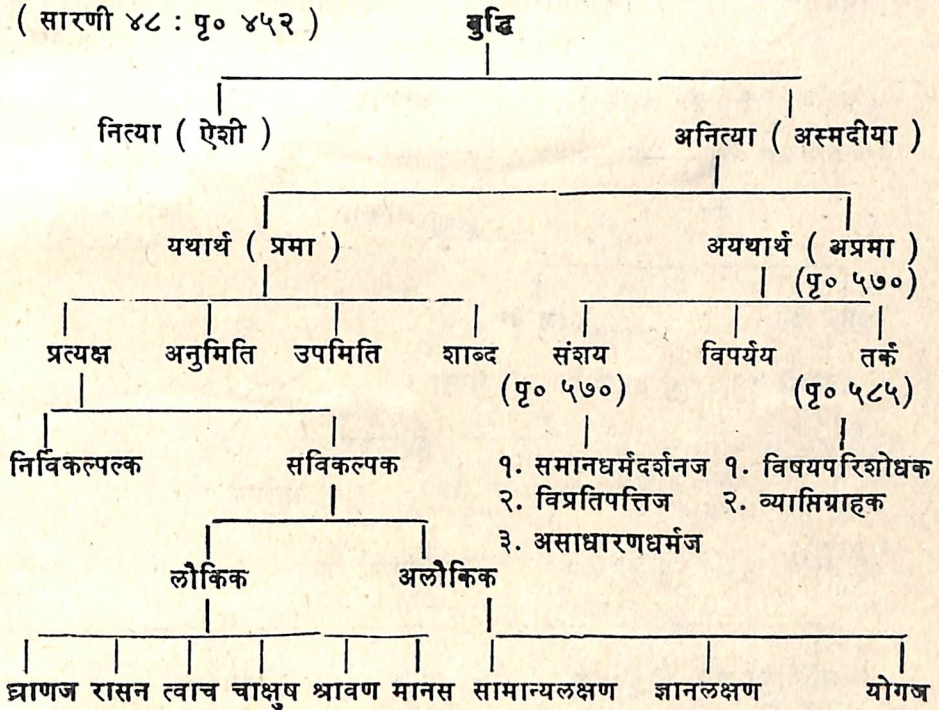 ( सारणी ४८ : पृ० ४५२ ) बुद्धि
नित्या ( ऐशी ) अनित्या ( अस्मदीया )
यथार्थ ( प्रमा ) अयथार्थ ( अप्रमा )
(पृ० ५७०)
प्रत्यक्ष अनुमिति उपमिति शाब्द संशय विपर्यय तर्क
(पृ० ५७०) (पृ० ५८५)
निर्विकल्पल्क सविकल्पक १. समानधर्मदर्शनज १. विषयपरिशोधक
२. विप्रतिपत्तिज २. व्याप्तिग्राहक
३. असाधारणधर्मज
लौकिक अलौकिक
घ्राणज रासन त्वाच चाक्षुष श्रावण मानस सामान्यलक्षण ज्ञानलक्षण योगज